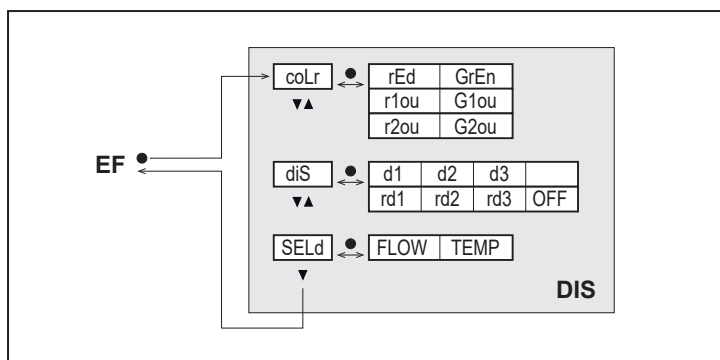 coLr rEd GrEn
r1ou G1ou
r2ou G2ou
EF
diS d1 d2 d3
rd1 rd2 rd3 OFF
SELd FLOW TEMP
DIS